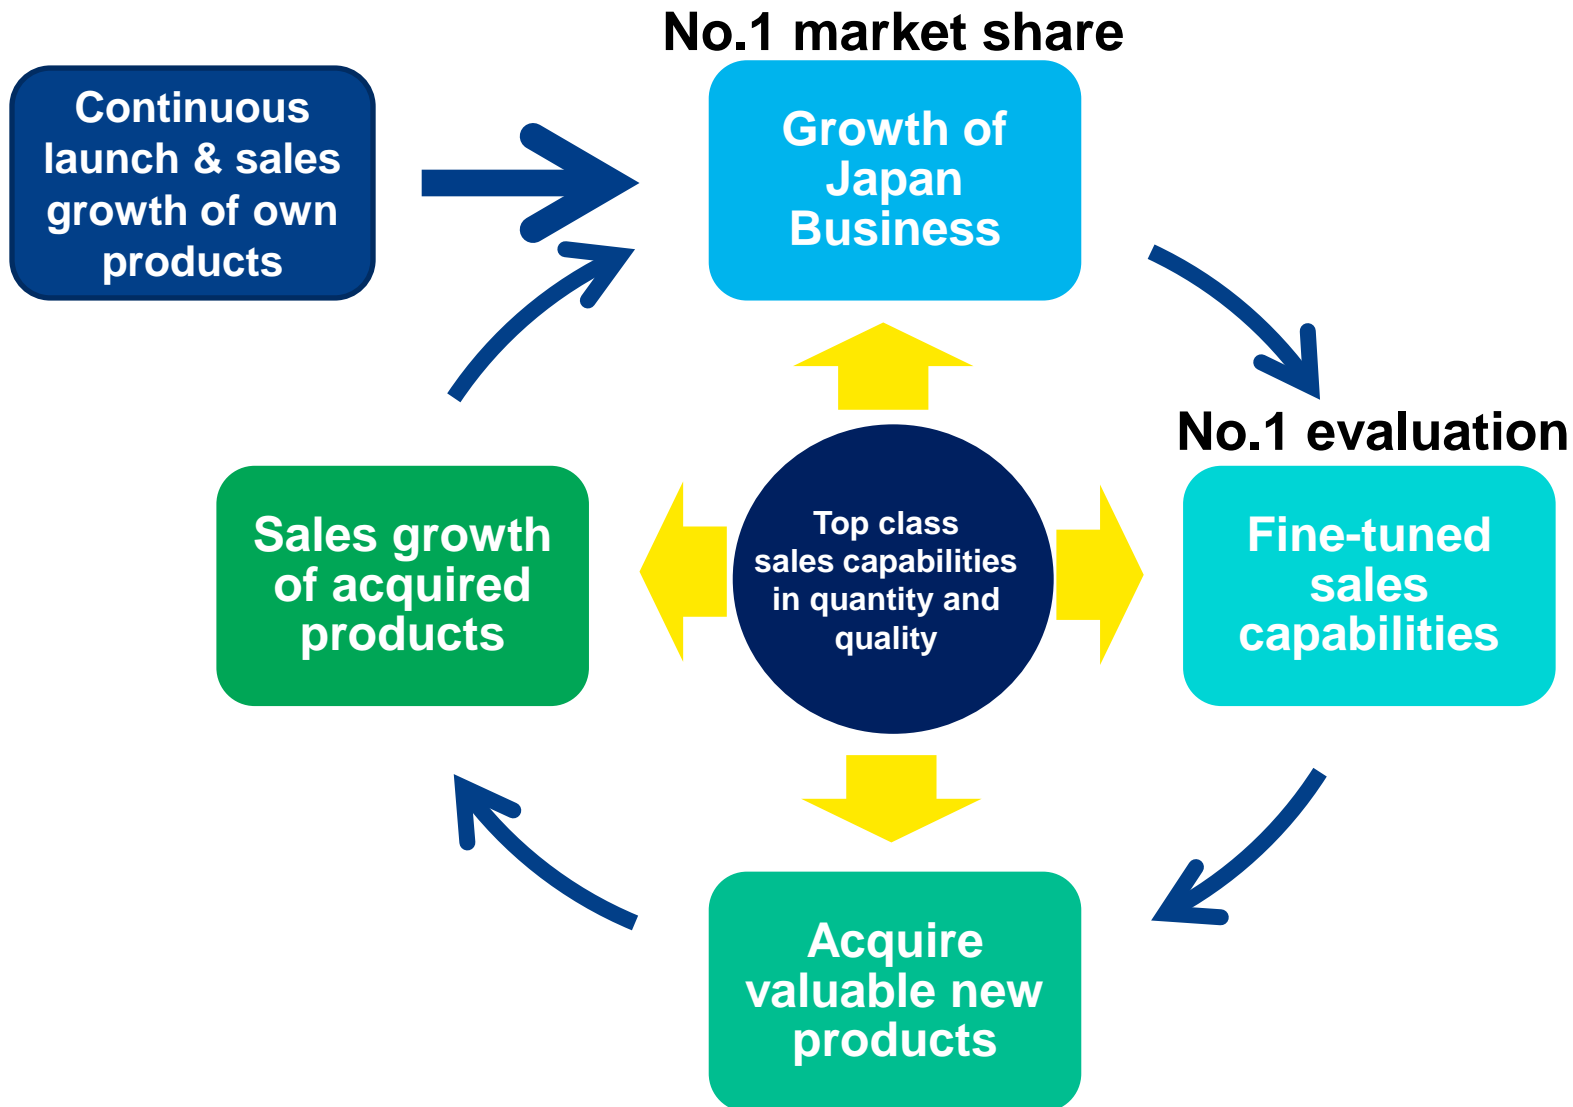 No.1 market share
Continuous
launch & sales
growth of own
products
Growth of
Japan
Business
No.1 evaluation
Sales growth
of acquired
products
Top class
sales capabilities
in quantity and
quality
Fine-tuned
sales
capabilities
Acquire
valuable new
products